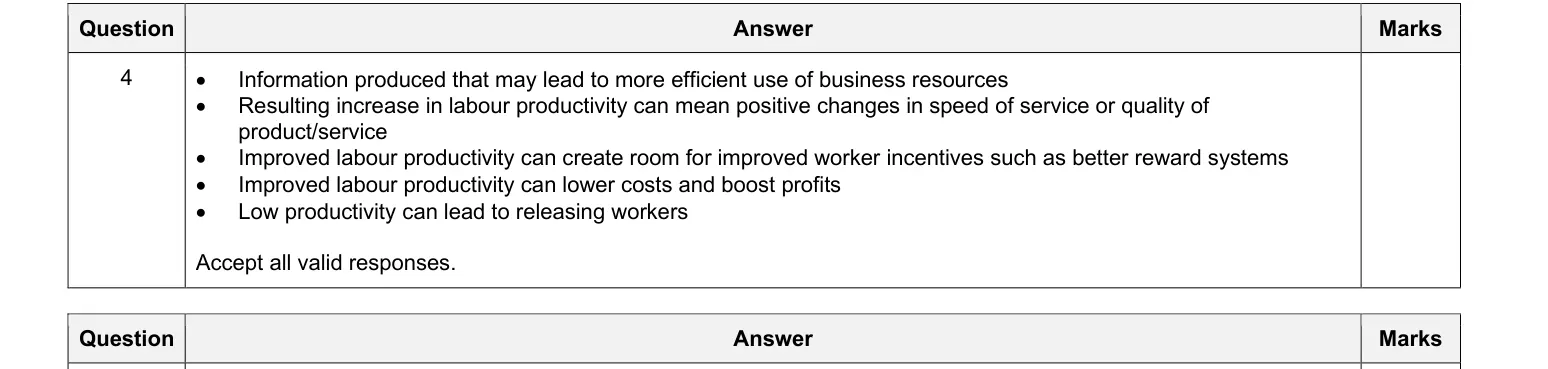 Question Answer Marks
4
• Information produced that may lead to more efficient use of business resources
• Resulting increase in labour productivity can mean positive changes in speed of service or quality of
product/service
• Improved labour productivity can create room for improved worker incentives such as better reward systems
• Improved labour productivity can lower costs and boost profits
• Low productivity can lead to releasing workers
Accept all valid responses.
Question Answer Marks